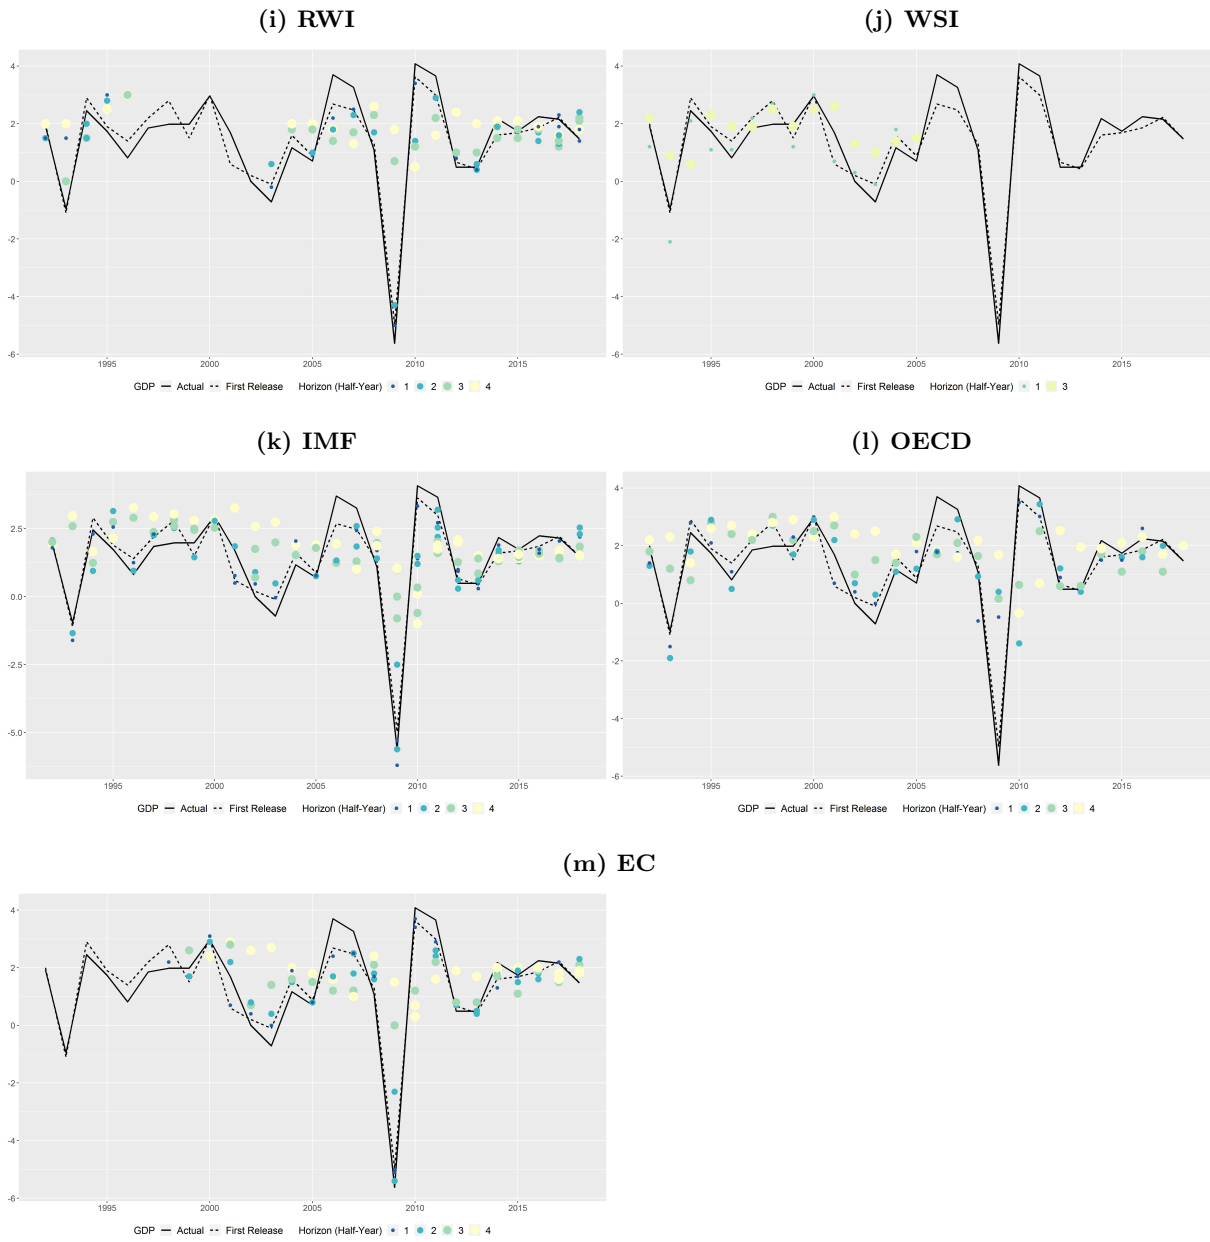 (i) RWI
(j) WSI
4
2
0
-2
-4
-6
1995 2000 2005 2010 2015
GDP Actual First Release Horizon (Half-Year) 1 2 3 4
4
2
0
-2
-4
-6
1995 2000 2005 2010 2015
GDP Actual First Release Horizon (Half-Year) 1 3
(k) IMF
(l) OECD
2.5
0.0
-2.5
-5.0
1995 2000 2005 2010 2015
GDP Actual First Release Horizon (Half-Year) 1 2 3 4
4
2
0
-2
-4
-6
1995 2000 2005 2010 2015
GDP Actual First Release Horizon (Half-Year) 1 2 3 4
(m) EC
4
2
0
-2
-4
-6
1995 2000 2005 2010 2015
GDP Actual First Release Horizon (Half-Year) 1 2 3 4